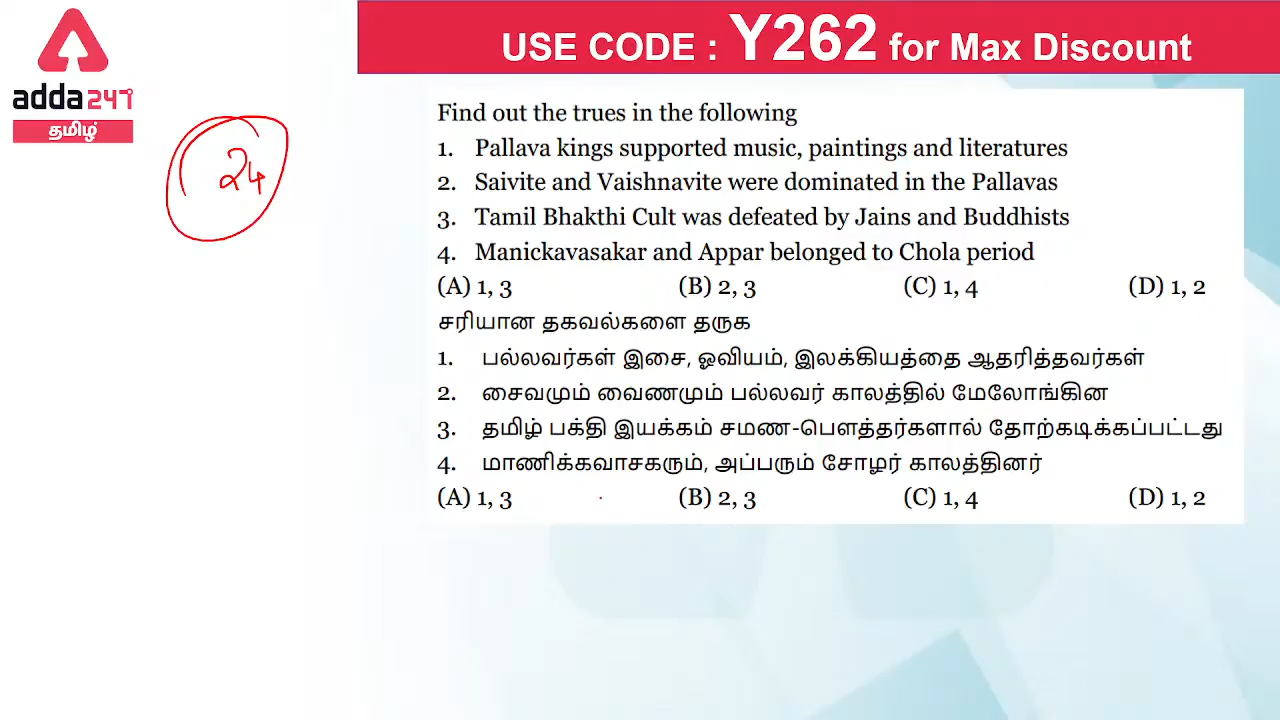 USE CODE : Y262 for Max Discount
adda247
தமிழ்
24
Find out the trues in the following
1. Pallava kings supported music, paintings and literatures
2. Saivite and Vaishnavite were dominated in the Pallavas
3. Tamil Bhakthi Cult was defeated by Jains and Buddhists
4. Manickavasakar and Appar belonged to Chola period
(A) 1, 3 (B) 2, 3 (C) 1, 4 (D) 1, 2
சரியான தகவல்களை தருக
1. பல்லவர்கள் இசை, ஓவியம், இலக்கியத்தை ஆதரித்தவர்கள்
2. சைவமும் வைணமும் பல்லவர் காலத்தில் மேலோங்கின
3. தமிழ் பக்தி இயக்கம் சமண-பௌத்தர்களால் தோற்கடிக்கப்பட்டது
4. மாணிக்கவாசகரும், அப்பரும் சோழர் காலத்தினர்
(A) 1, 3 (B) 2, 3 (C) 1, 4 (D) 1, 2